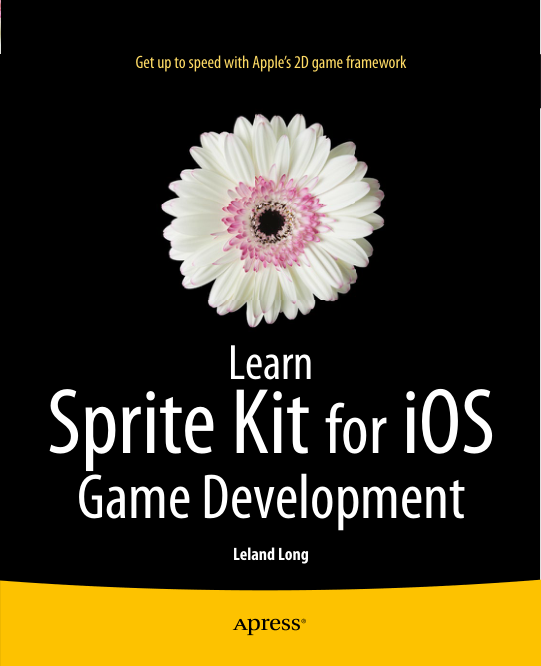 Get up to speed with Apple's 2D game framework
Learn
Sprite Kit for iOS
Game Development
Leland Long
Apress®